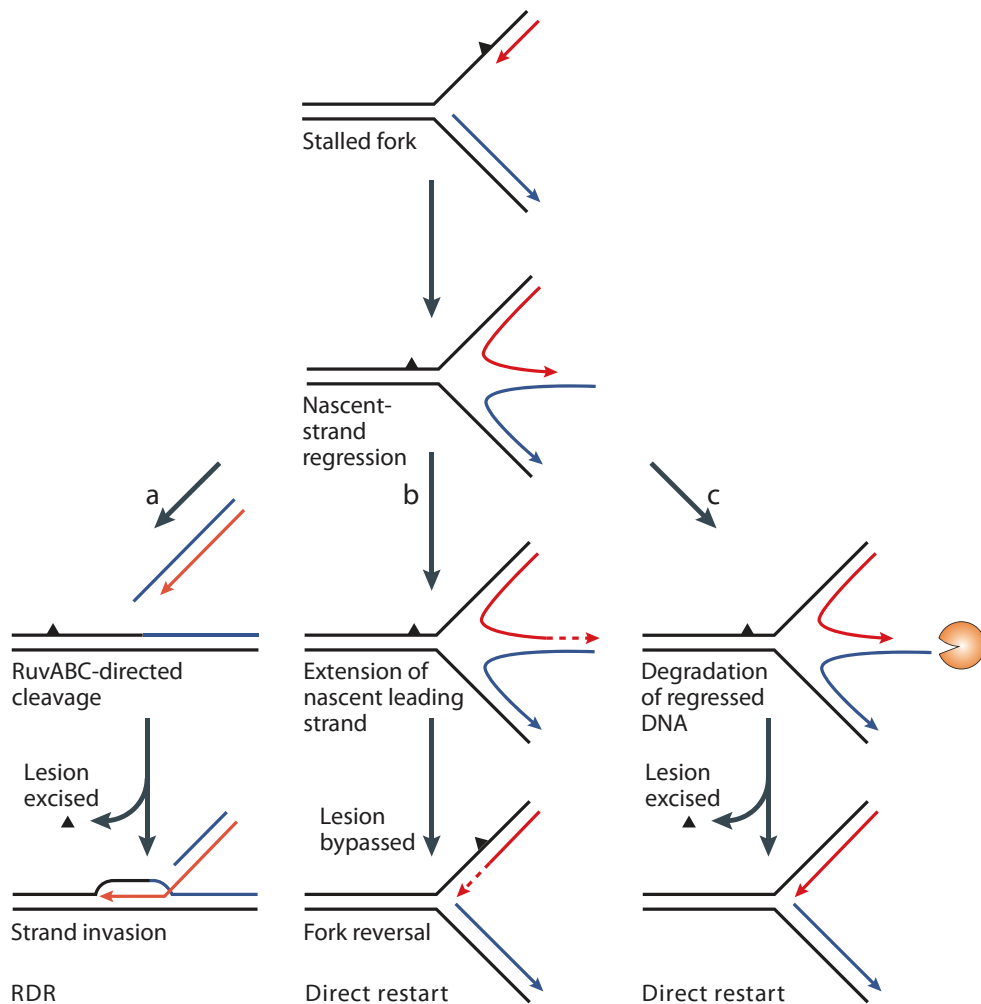 Stalled fork
Nascent-
strand
regression
a
b
c
RuvABC-directed
cleavage
Extension of
nascent leading
strand
Degradation
of regressed
DNA
Lesion
excised
Lesion
bypassed
Lesion
excised
Strand invasion
Fork reversal
RDR
Direct restart
Direct restart